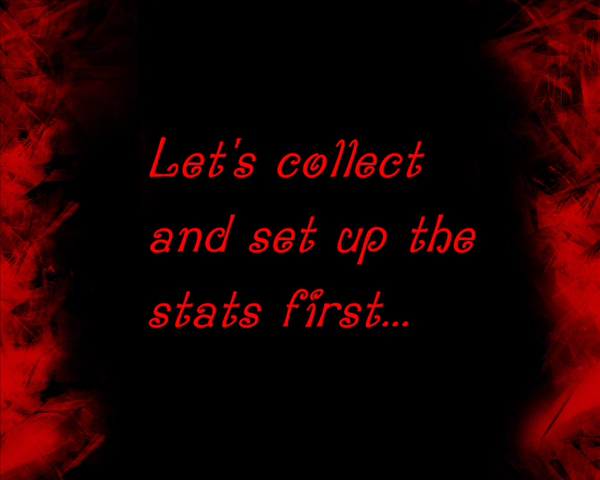 Let's collect
and set up the
stats first...